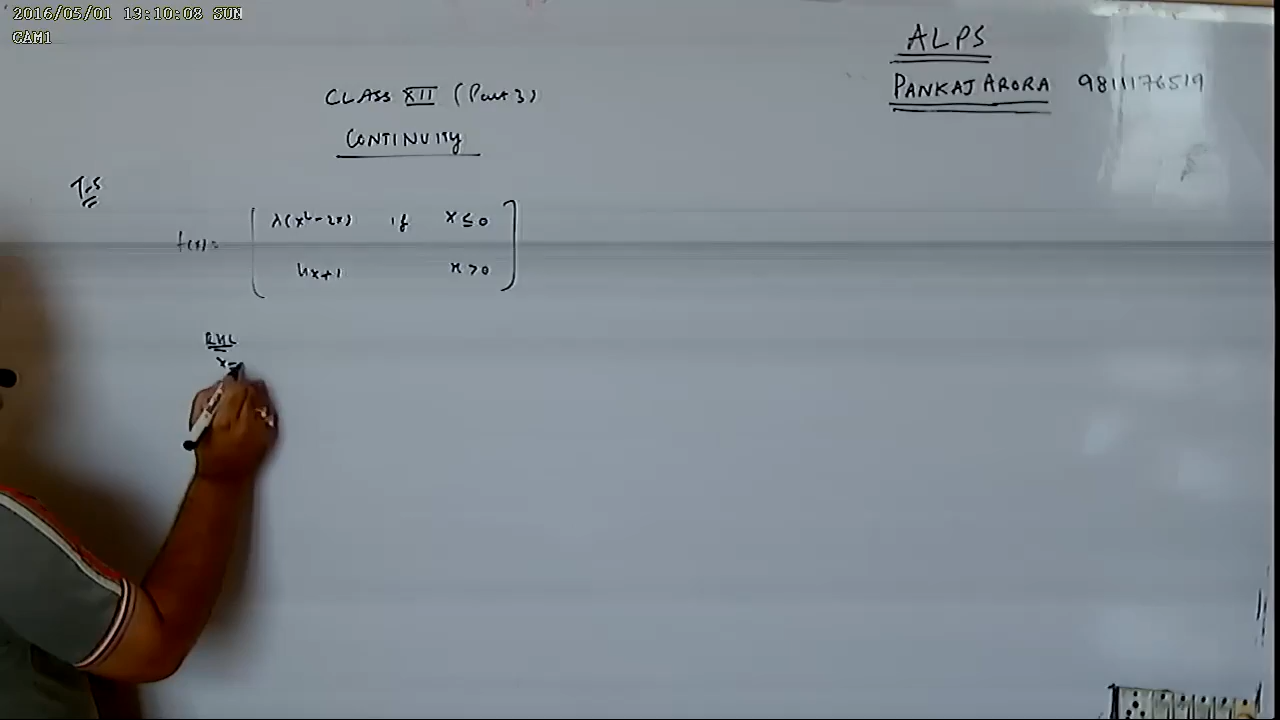 2016/05/01 13:10:08 SUN
CAM1
ALPS
PANKAJ ARORA 9811176519
CLASS XII (Part 3)
CONTINUITY
T-5
f(x) =
λ(x²-2x) if x ≤ 0
4x+1 x > 0
RHL
x=